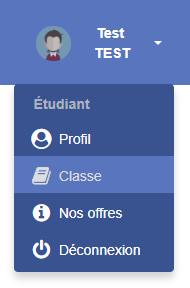 Test
TEST
Étudiant
Profil
Classe
Nos offres
Déconnexion